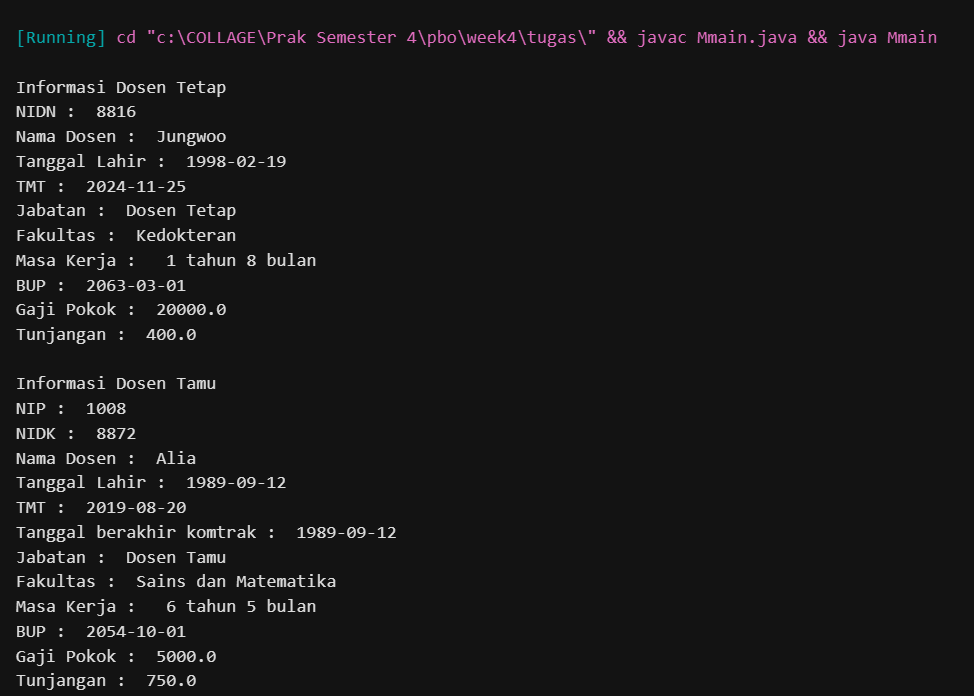 [Running] cd "c:\COLLAGE\Prak Semester 4\pbo\week4\tugas\" && javac Mmain.java && java Mmain
Informasi Dosen Tetap
NIDN :  8816
Nama Dosen :  Jungwoo
Tanggal Lahir :  1998-02-19
TMT :  2024-11-25
Jabatan :  Dosen Tetap
Fakultas :  Kedokteran
Masa Kerja :   1 tahun 8 bulan
BUP :  2063-03-01
Gaji Pokok :  20000.0
Tunjangan :  400.0
Informasi Dosen Tamu
NIP :  1008
NIDK :  8872
Nama Dosen :  Alia
Tanggal Lahir :  1989-09-12
TMT :  2019-08-20
Tanggal berakhir komtrak :  1989-09-12
Jabatan :  Dosen Tamu
Fakultas :  Sains dan Matematika
Masa Kerja :   6 tahun 5 bulan
BUP :  2054-10-01
Gaji Pokok :  5000.0
Tunjangan :  750.0